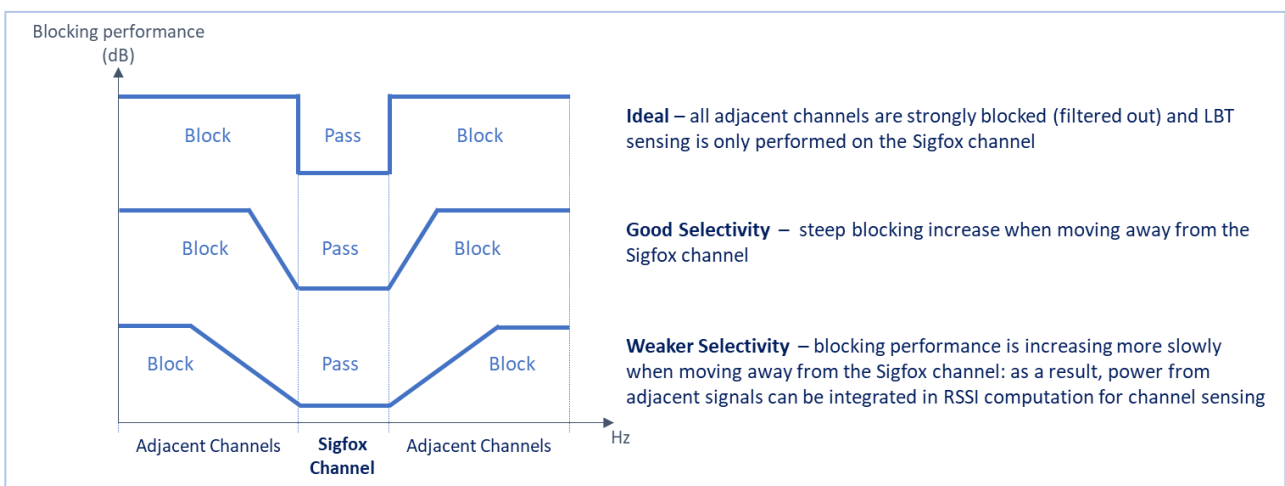 Blocking performance
(dB)
Block
Pass
Block
Ideal – all adjacent channels are strongly blocked (filtered out) and LBT
sensing is only performed on the Sigfox channel
Block
Pass
Block
Good Selectivity – steep blocking increase when moving away from the
Sigfox channel
Block
Pass
Block
Weaker Selectivity – blocking performance is increasing more slowly
when moving away from the Sigfox channel: as a result, power from
adjacent signals can be integrated in RSSI computation for channel sensing
Hz
Adjacent Channels
Sigfox
Channel
Adjacent Channels